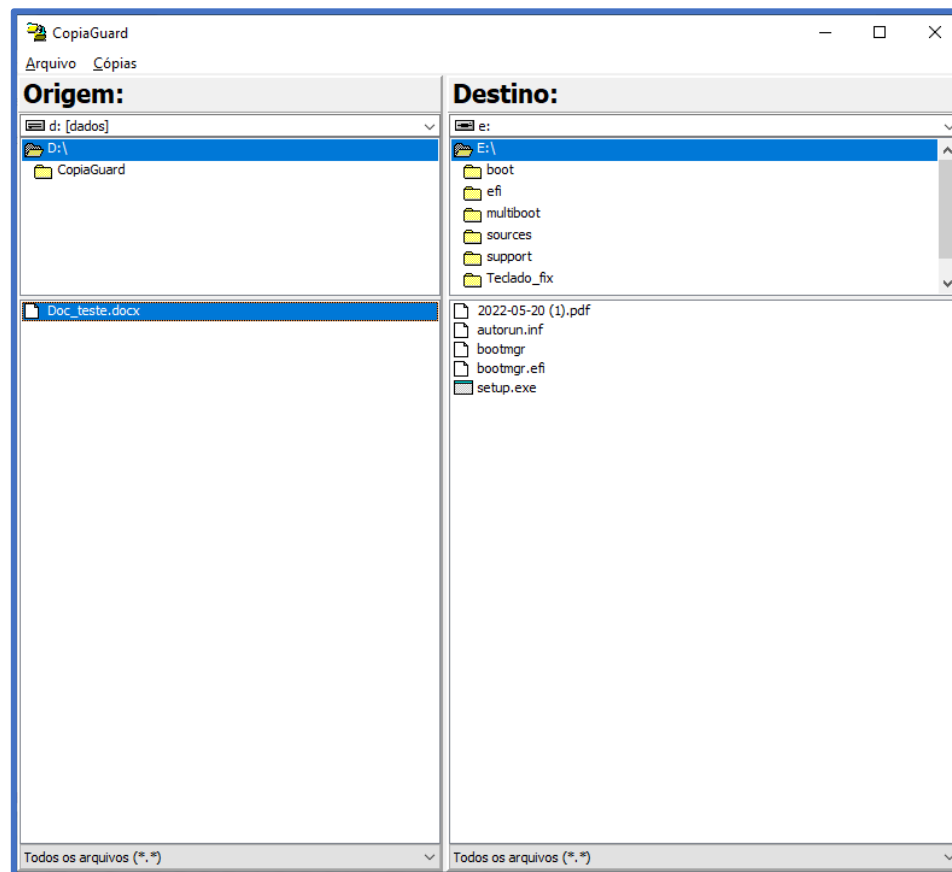 CopiaGuard
Arquivo Cópias
Origem:
d: [dados]
D:\
CopiaGuard
Doc_teste.docx
Todos os arquivos (*.*)
Destino:
e:
E:\
boot
efi
multiboot
sources
support
Teclado_fix
2022-05-20 (1).pdf
autorun.inf
bootmgr
bootmgr.efi
setup.exe
Todos os arquivos (*.*)